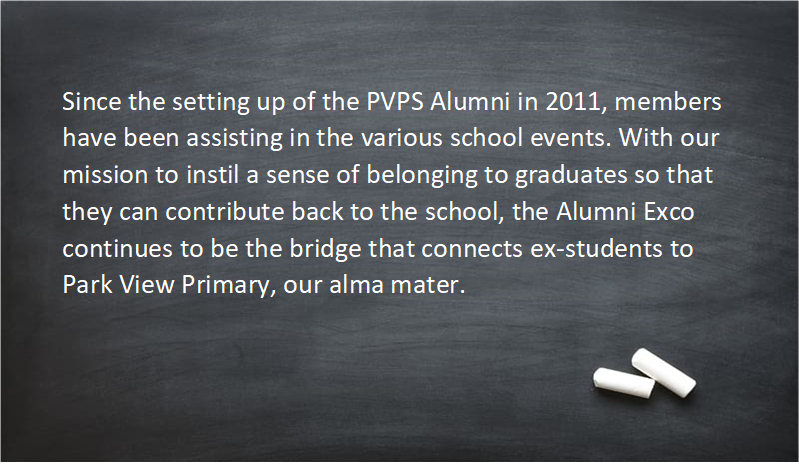 Since the setting up of the PVPS Alumni in 2011, members
have been assisting in the various school events. With our
mission to instil a sense of belonging to graduates so that
they can contribute back to the school, the Alumni Exco
continues to be the bridge that connects ex-students to
Park View Primary, our alma mater.